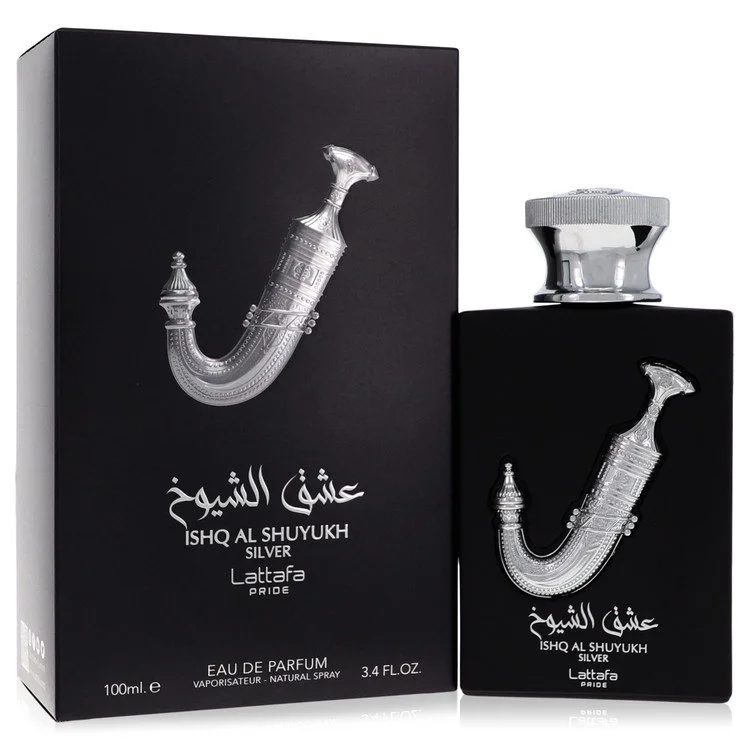 عشق الشيوخ
ISHQ AL SHUYUKH
SILVER
Lattafa
PRIDE
EAU DE PARFUM
100ml. e VAPORISATEUR - NATURAL SPRAY 3.4 FL.OZ.
عشق الشيوخ
ISHQ AL SHUYUKH
SILVER
Lattafa
PRIDE